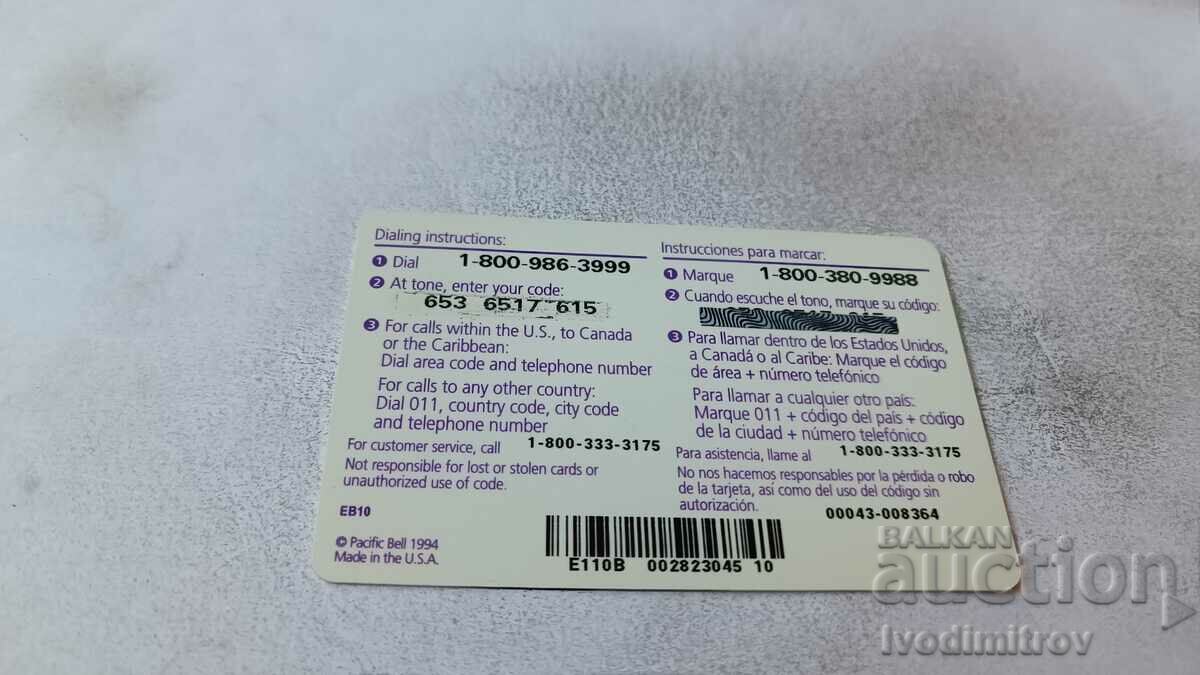 Dialing instructions:
1 Dial 1-800-986-3999
2 At tone, enter your code:
653 6517 615
3 For calls within the U.S., to Canada
or the Caribbean:
Dial area code and telephone number
For calls to any other country:
Dial 011, country code, city code
and telephone number
For customer service, call 1-800-333-3175
Not responsible for lost or stolen cards or
unauthorized use of code.
EB10
© Pacific Bell 1994
Made in the U.S.A.
Instrucciones para marcar:
1 Marque 1-800-380-9988
2 Cuando escuche el tono, marque su código:
3 Para llamar dentro de los Estados Unidos,
a Canadá o al Caribe: Marque el código
de área + número telefónico
Para llamar a cualquier otro país:
Marque 011 + código del país + código
de la ciudad + número telefónico
Para asistencia, llame al 1-800-333-3175
No nos hacemos responsables por la pérdida o robo
de la tarjeta, así como del uso del código sin
autorización.
00043-008364
E110B 002823045 10
BALKAN
auction
Ivodimitrov